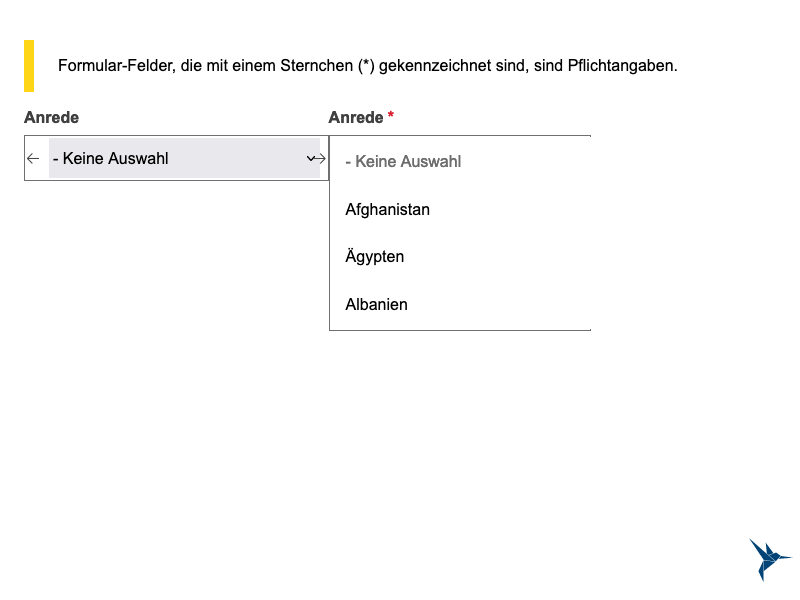 Formular-Felder, die mit einem Sternchen (*) gekennzeichnet sind, sind Pflichtangaben.
Anrede
- Keine Auswahl
Anrede *
- Keine Auswahl
Afghanistan
Ägypten
Albanien